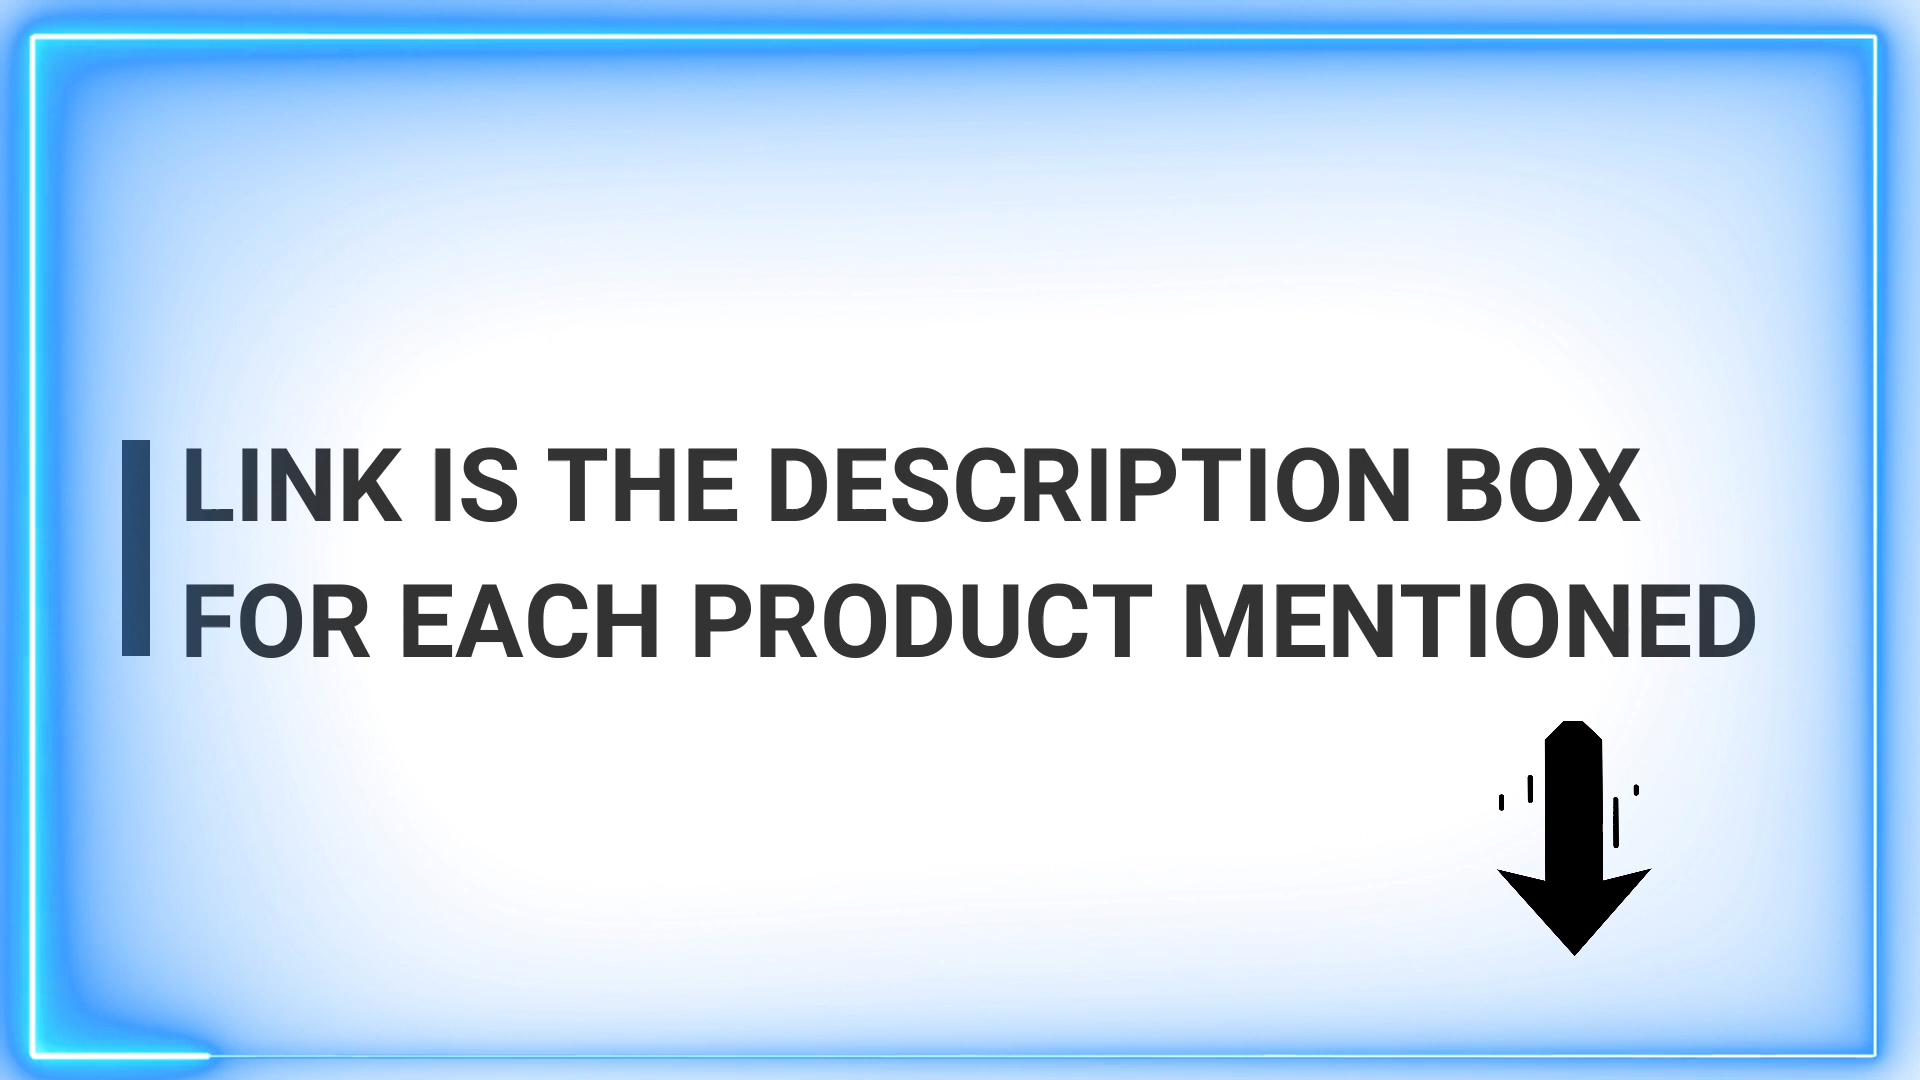 LINK IS THE DESCRIPTION BOX
FOR EACH PRODUCT MENTIONED